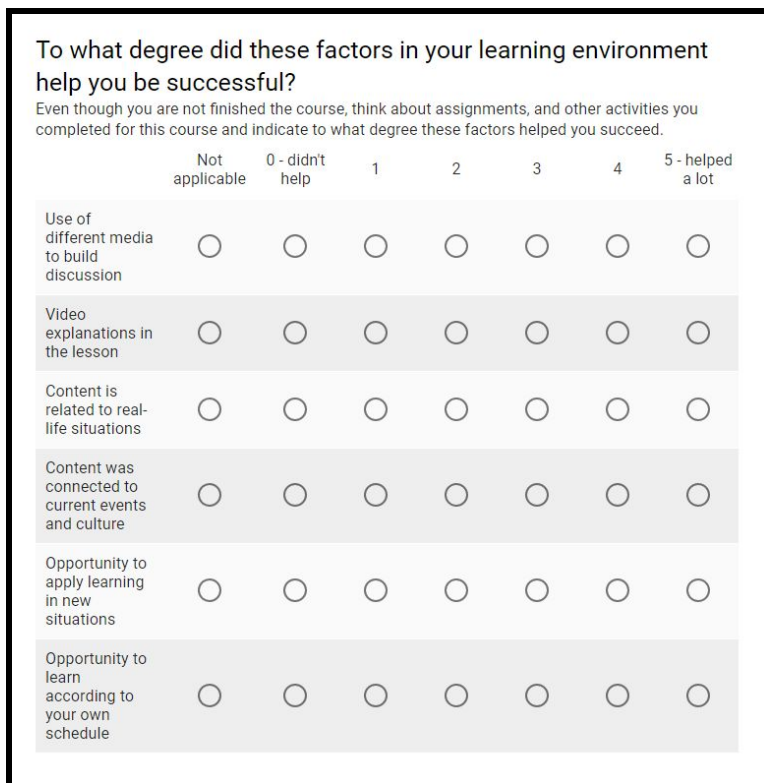 To what degree did these factors in your learning environment
help you be successful?
Even though you are not finished the course, think about assignments, and other activities you
completed for this course and indicate to what degree these factors helped you succeed.
Not applicable
0 - didn't help
1
2
3
4
5 - helped a lot
Use of
different media
to build
discussion
Video
explanations in
the lesson
Content is
related to real-
life situations
Content was
connected to
current events
and culture
Opportunity to
apply learning
in new
situations
Opportunity to
learn
according to
your own
schedule